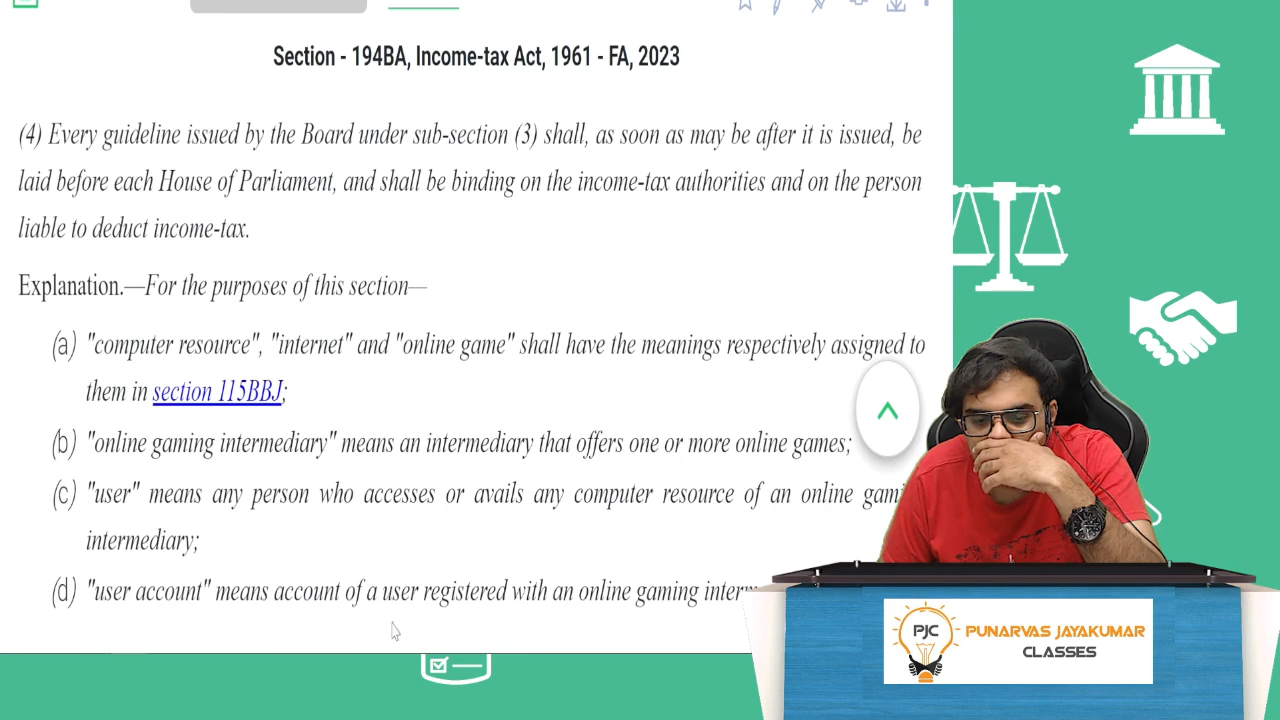 Section - 194BA, Income-tax Act, 1961 - FA, 2023
(4) Every guideline issued by the Board under sub-section (3) shall, as soon as may be after it is issued, be
laid before each House of Parliament, and shall be binding on the income-tax authorities and on the person
liable to deduct income-tax.
Explanation.—For the purposes of this section—
(a) "computer resource", "internet" and "online game" shall have the meanings respectively assigned to
them in section 115BBJ;
(b) "online gaming intermediary" means an intermediary that offers one or more online games;
(c) "user" means any person who accesses or avails any computer resource of an online
intermediary;
(d) "user account" means account of a user registered with an online gaming
PJC PUNARVAS JAYAKUMAR
CLASSES